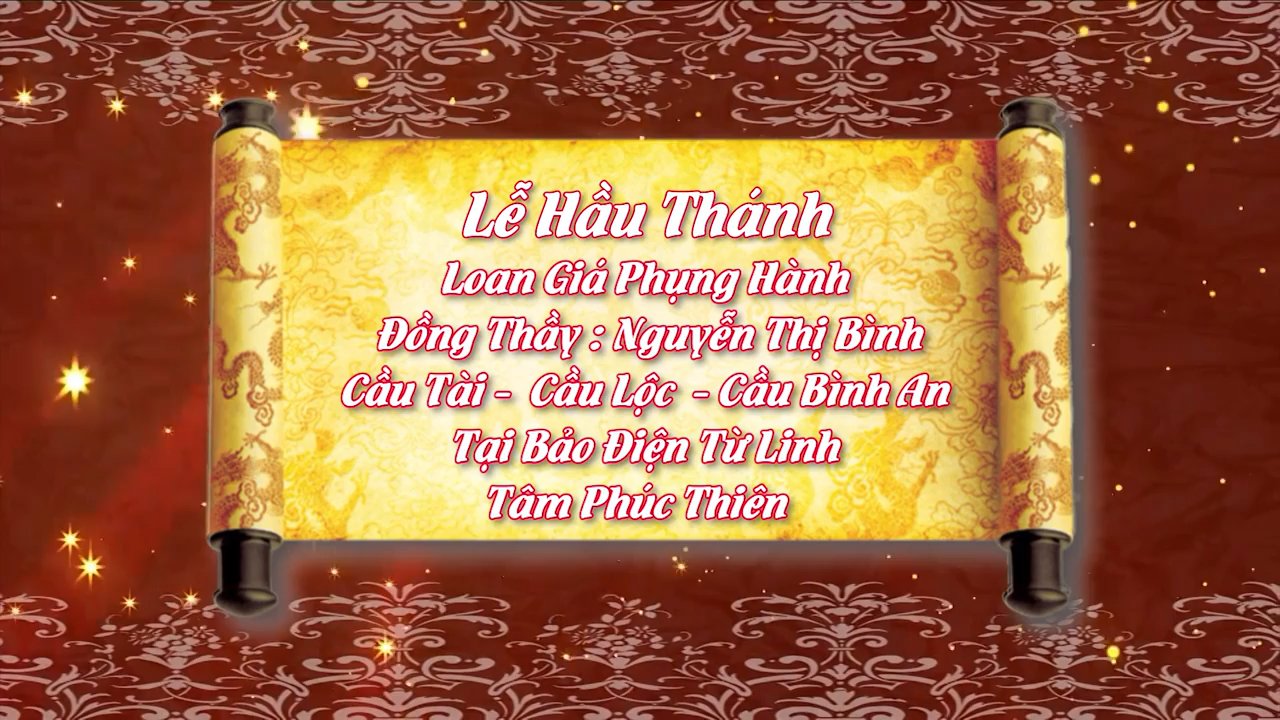 Lễ Hầu Thánh
Loan Giá Phụng Hành
Đồng Thầy : Nguyễn Thị Bình
Cầu Tài - Cầu Lộc - Cầu Bình An
Tại Bảo Điện Từ Linh
Tâm Phúc Thiên